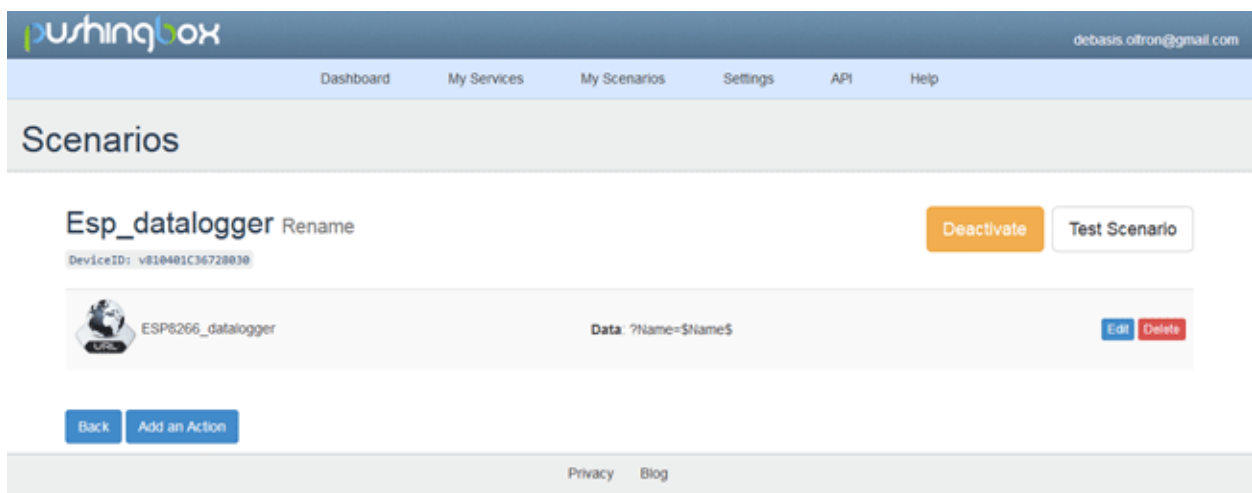 pushingbox
debasis.oltron@gmail.com
Dashboard My Services My Scenarios Settings API Help
Scenarios
Esp_datalogger Rename
Deactivate Test Scenario
DeviceID: v810401C36728030
URL
ESP8266_datalogger Data: ?Name=$Name$ Edit Delete
Back Add an Action
Privacy Blog